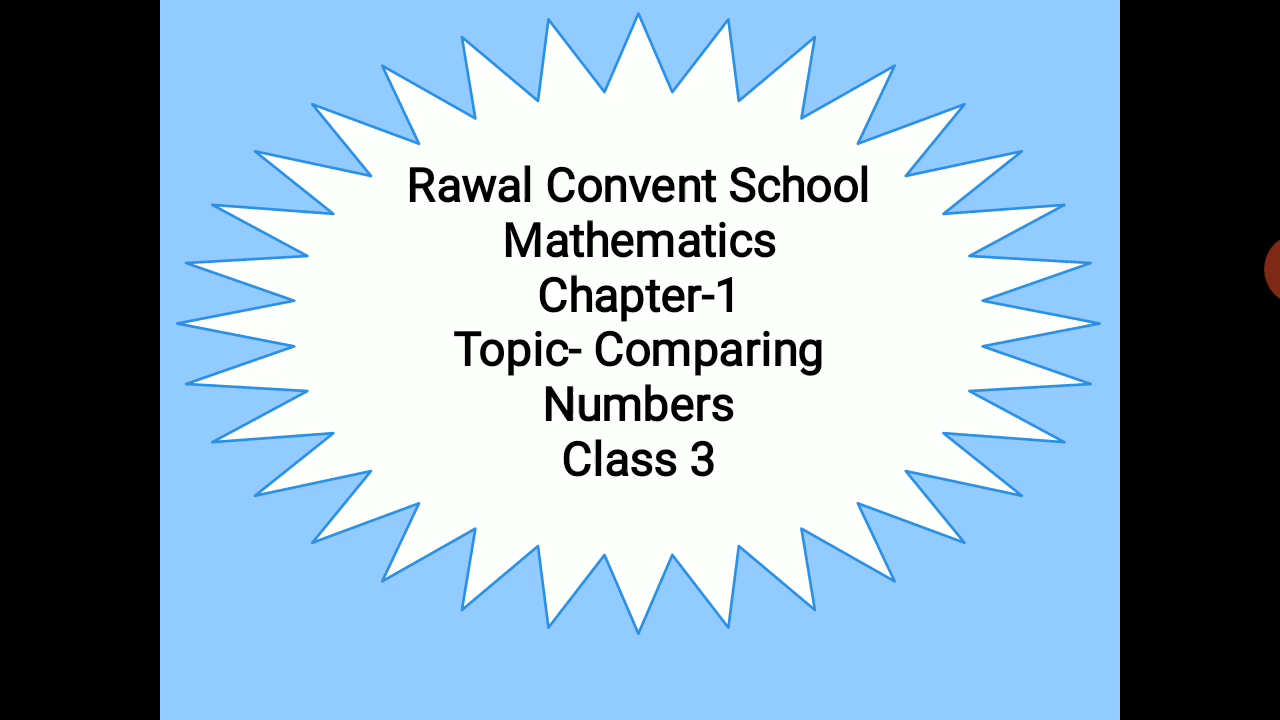 Rawal Convent School
Mathematics
Chapter-1
Topic- Comparing
Numbers
Class 3